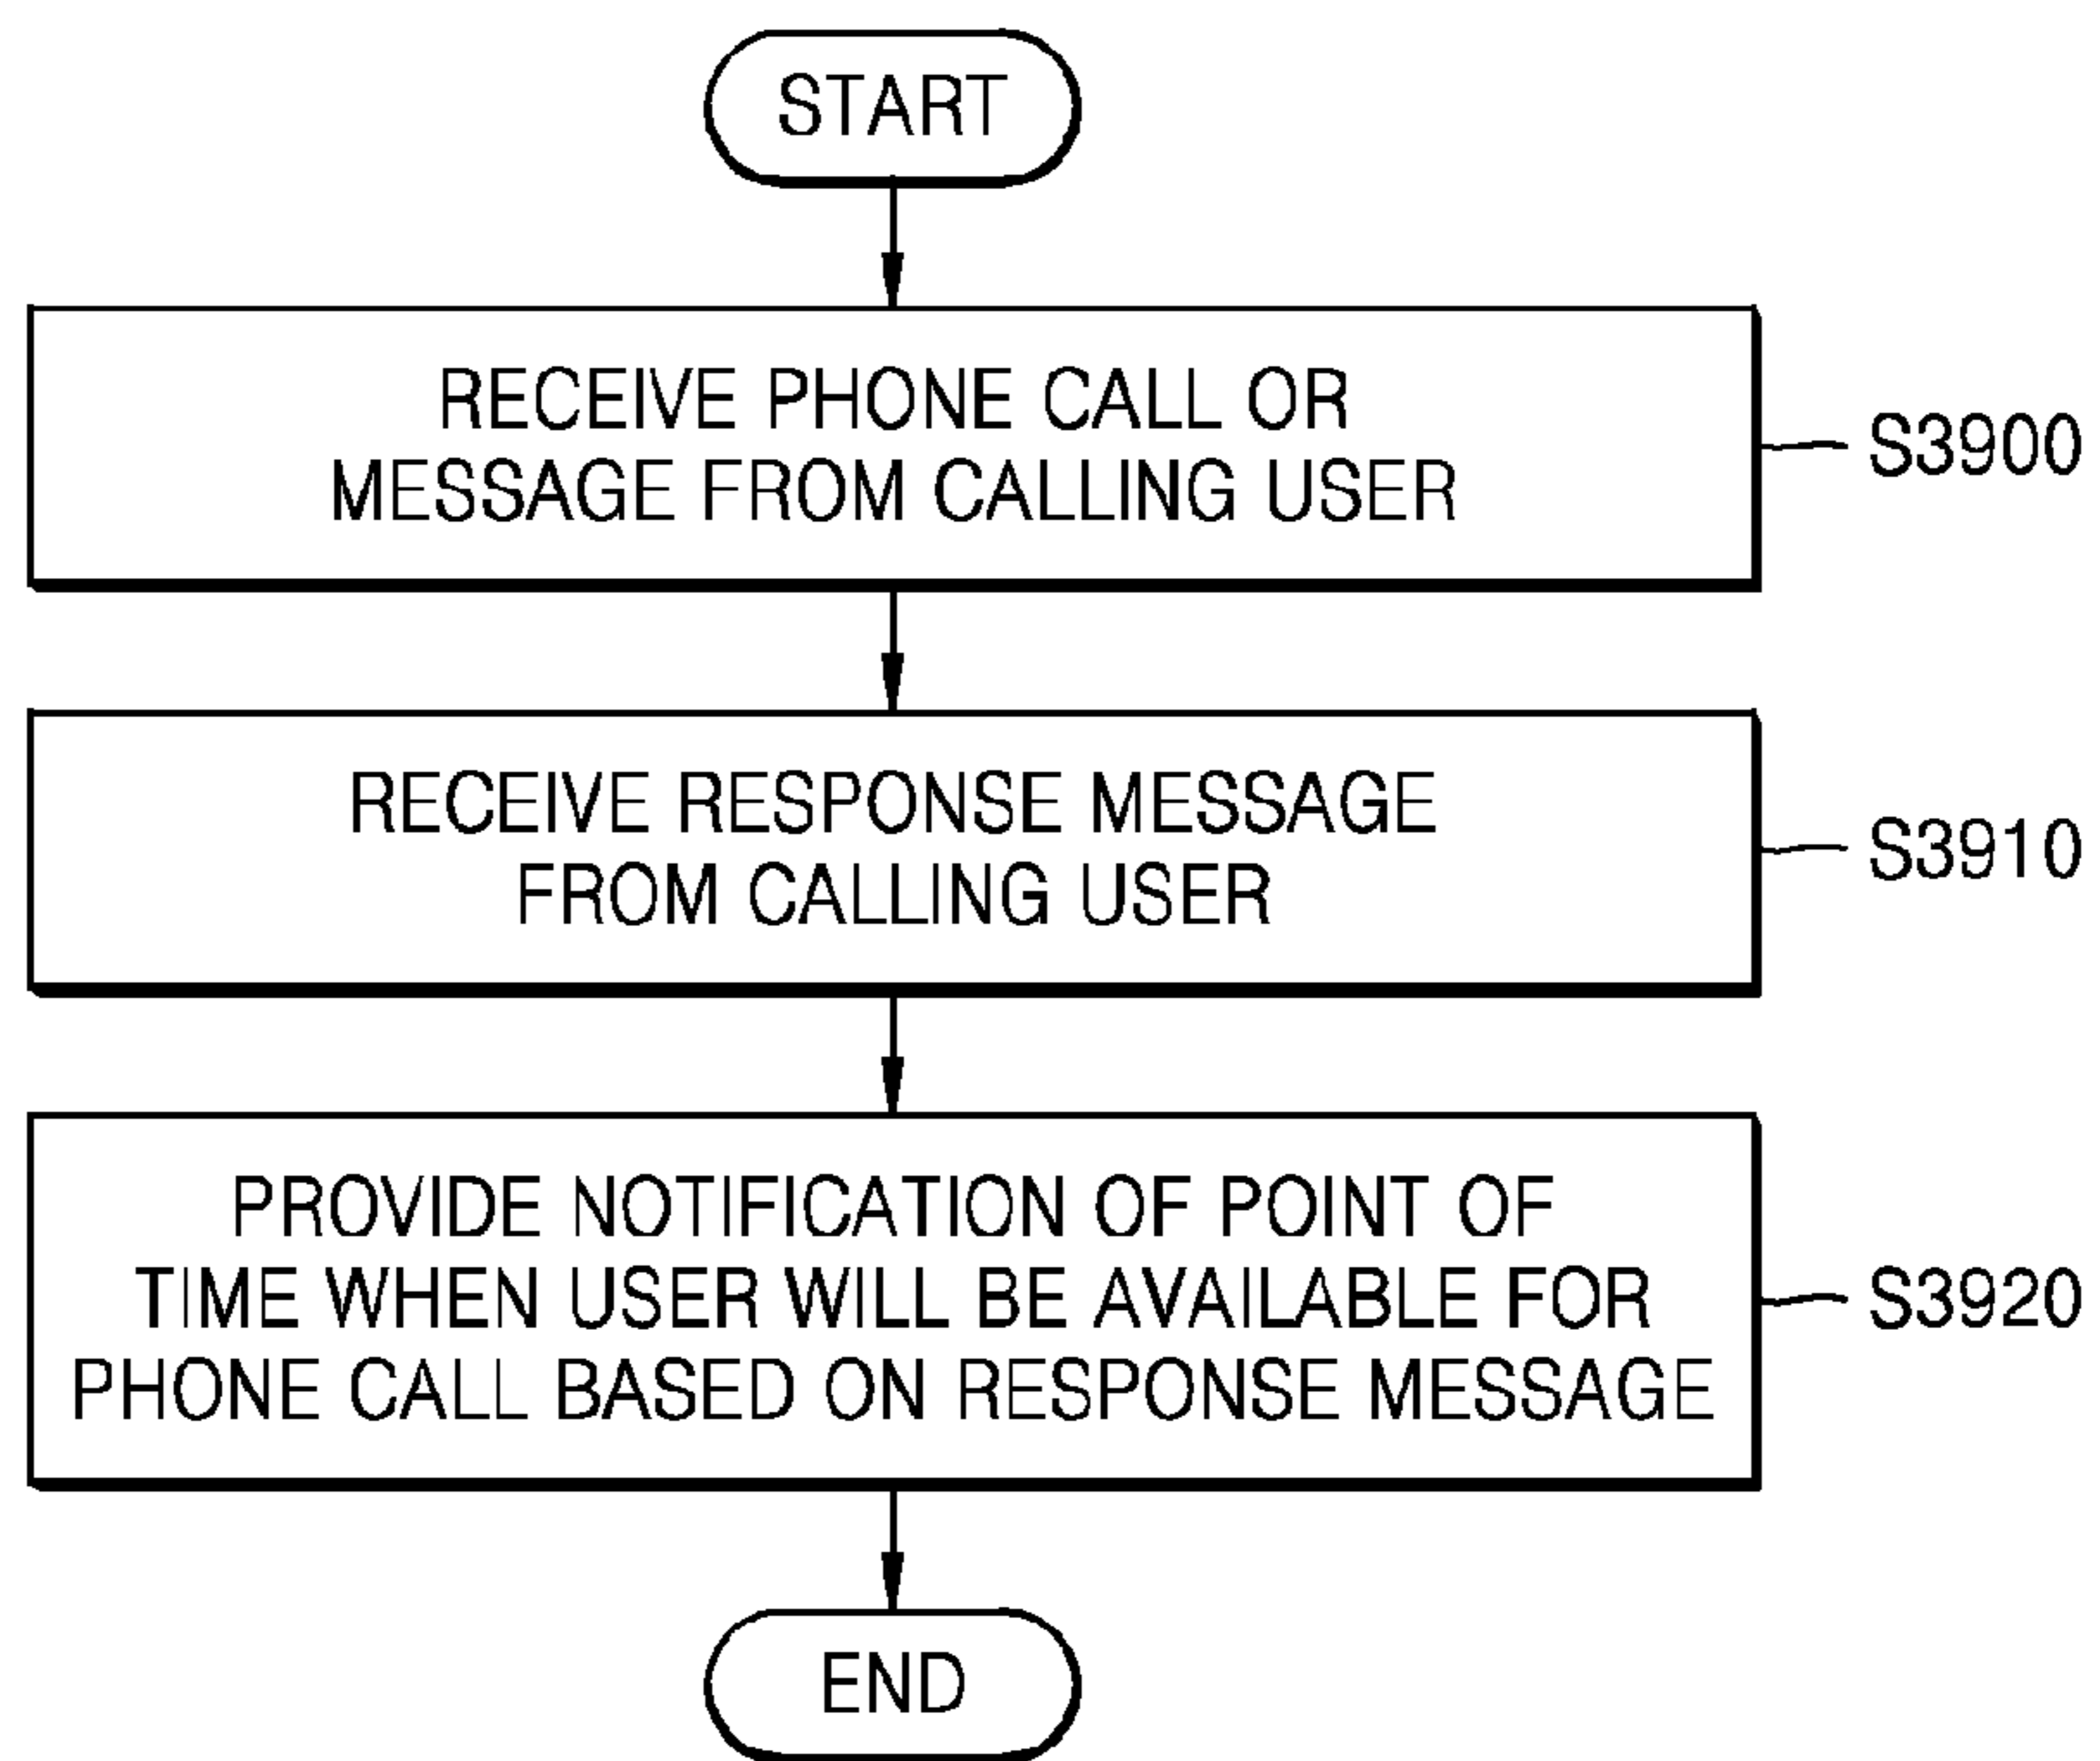 START
RECEIVE PHONE CALL OR
MESSAGE FROM CALLING USER
S3900
RECEIVE RESPONSE MESSAGE
FROM CALLING USER
S3910
PROVIDE NOTIFICATION OF POINT OF
TIME WHEN USER WILL BE AVAILABLE FOR
PHONE CALL BASED ON RESPONSE MESSAGE
S3920
END